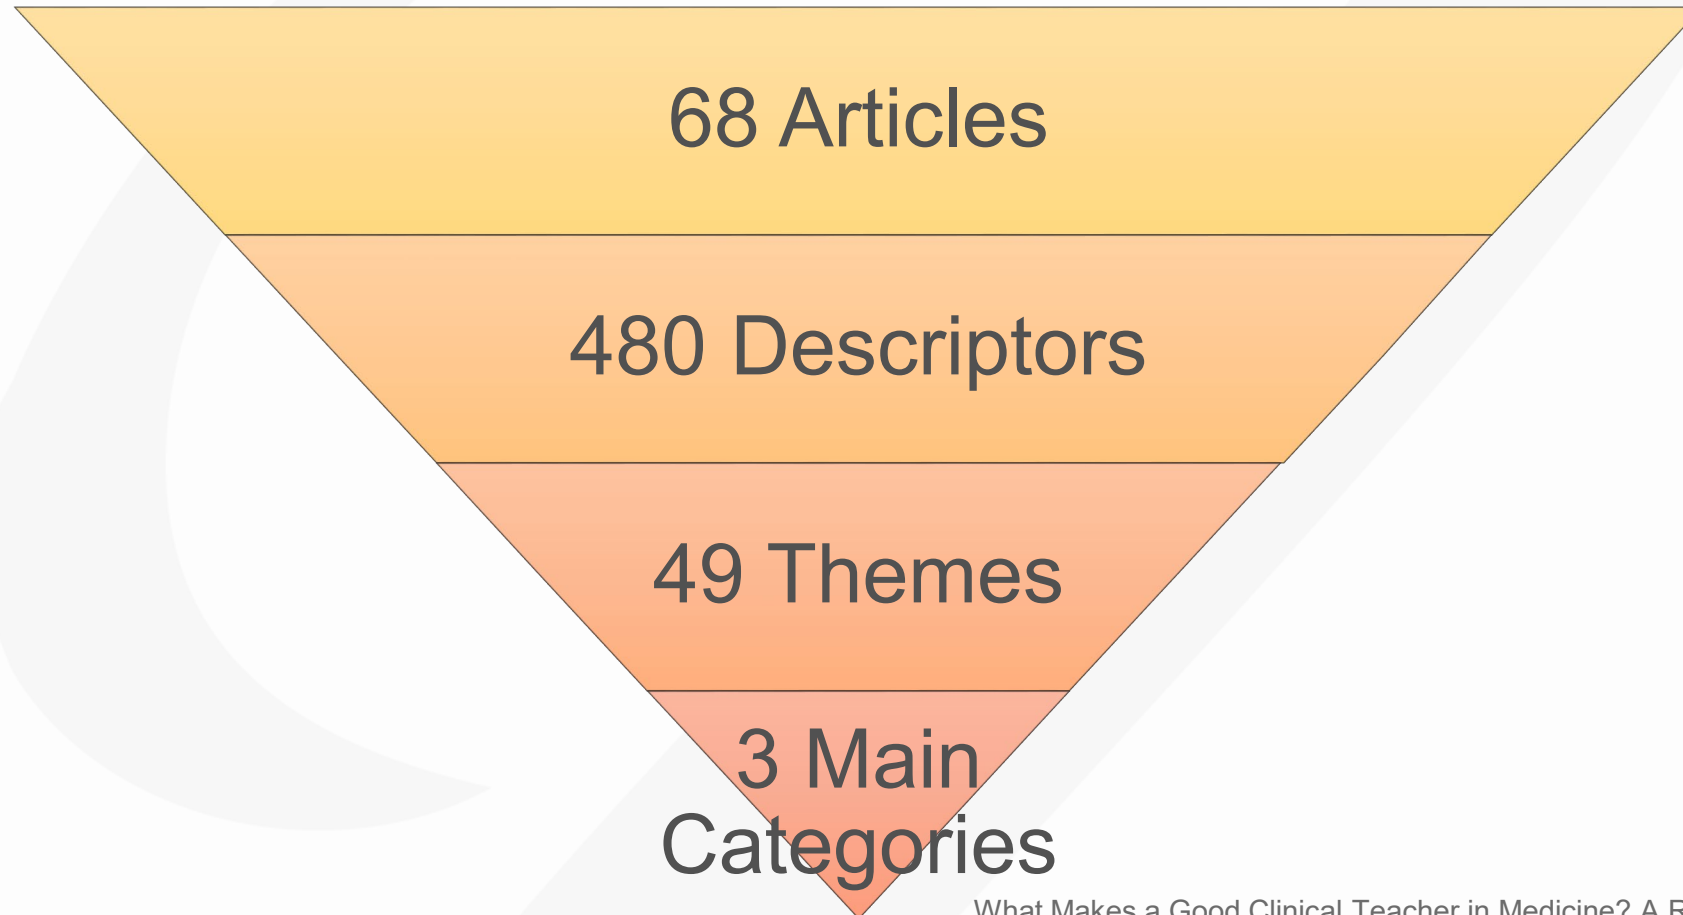 68 Articles
480 Descriptors
49 Themes
3 Main
Categories
What Makes a Good Clinical Teacher in Medicine? A R